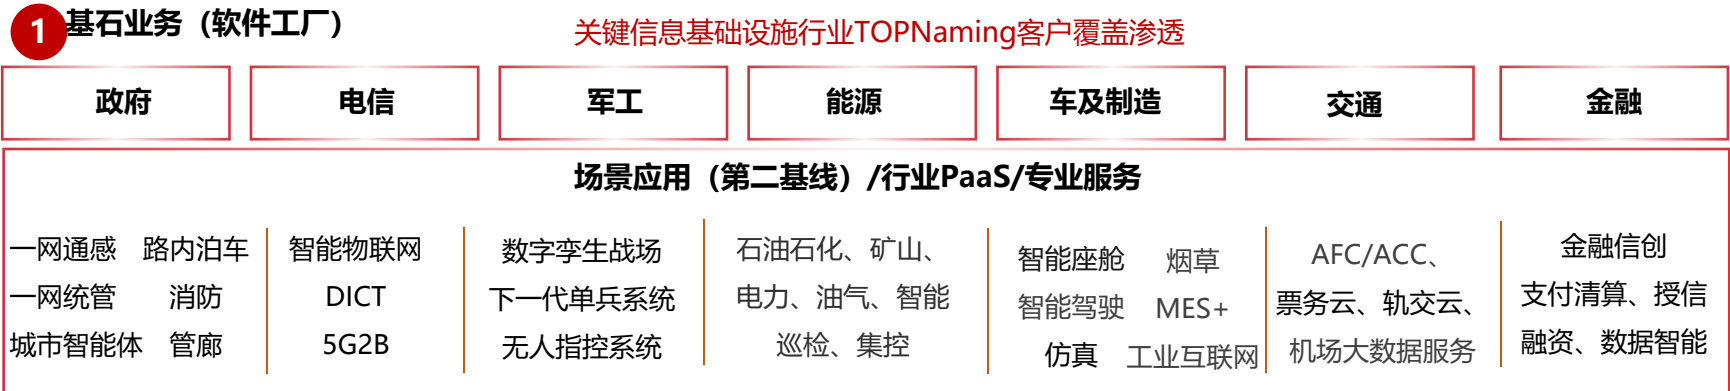 1 基石业务（软件工厂）
关键信息基础设施行业TOPNaming客户覆盖渗透
政府 电信 军工 能源 车及制造 交通 金融
场景应用（第二基线）/行业PaaS/专业服务
一网通感 路内泊车
一网统管 消防
城市智能体 管廊
智能物联网
DICT
5G2B
数字孪生战场
下一代单兵系统
无人指控系统
石油石化、矿山、
电力、油气、智能
巡检、集控
智能座舱 烟草
智能驾驶 MES+
仿真 工业互联网
AFC/ACC、
票务云、轨交云、
机场大数据服务
金融信创
支付清算、授信
融资、数据智能